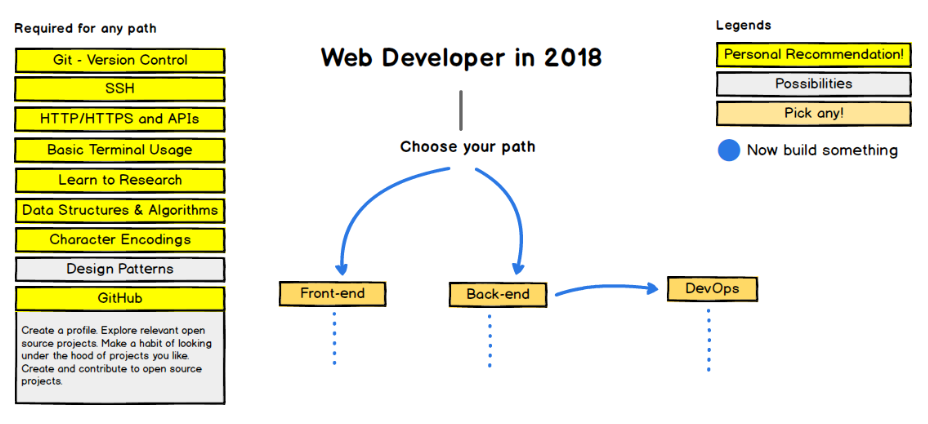 Required for any path
Git - Version Control
SSH
HTTP/HTTPS and APIs
Basic Terminal Usage
Learn to Research
Data Structures & Algorithms
Character Encodings
Design Patterns
GitHub
Create a profile. Explore relevant open
source projects. Make a habit of looking
under the hood of projects you like.
Create and contribute to open source
projects.
Web Developer in 2018
Choose your path
Front-end
Back-end
DevOps
Legends
Personal Recommendation!
Possibilities
Pick any!
Now build something